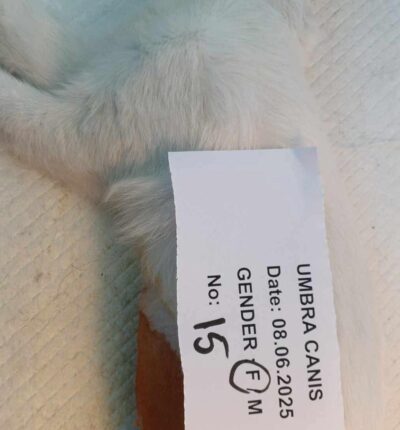 UMBRA CANIS
Date: 08.06.2025
GENDER F, M
No: 15